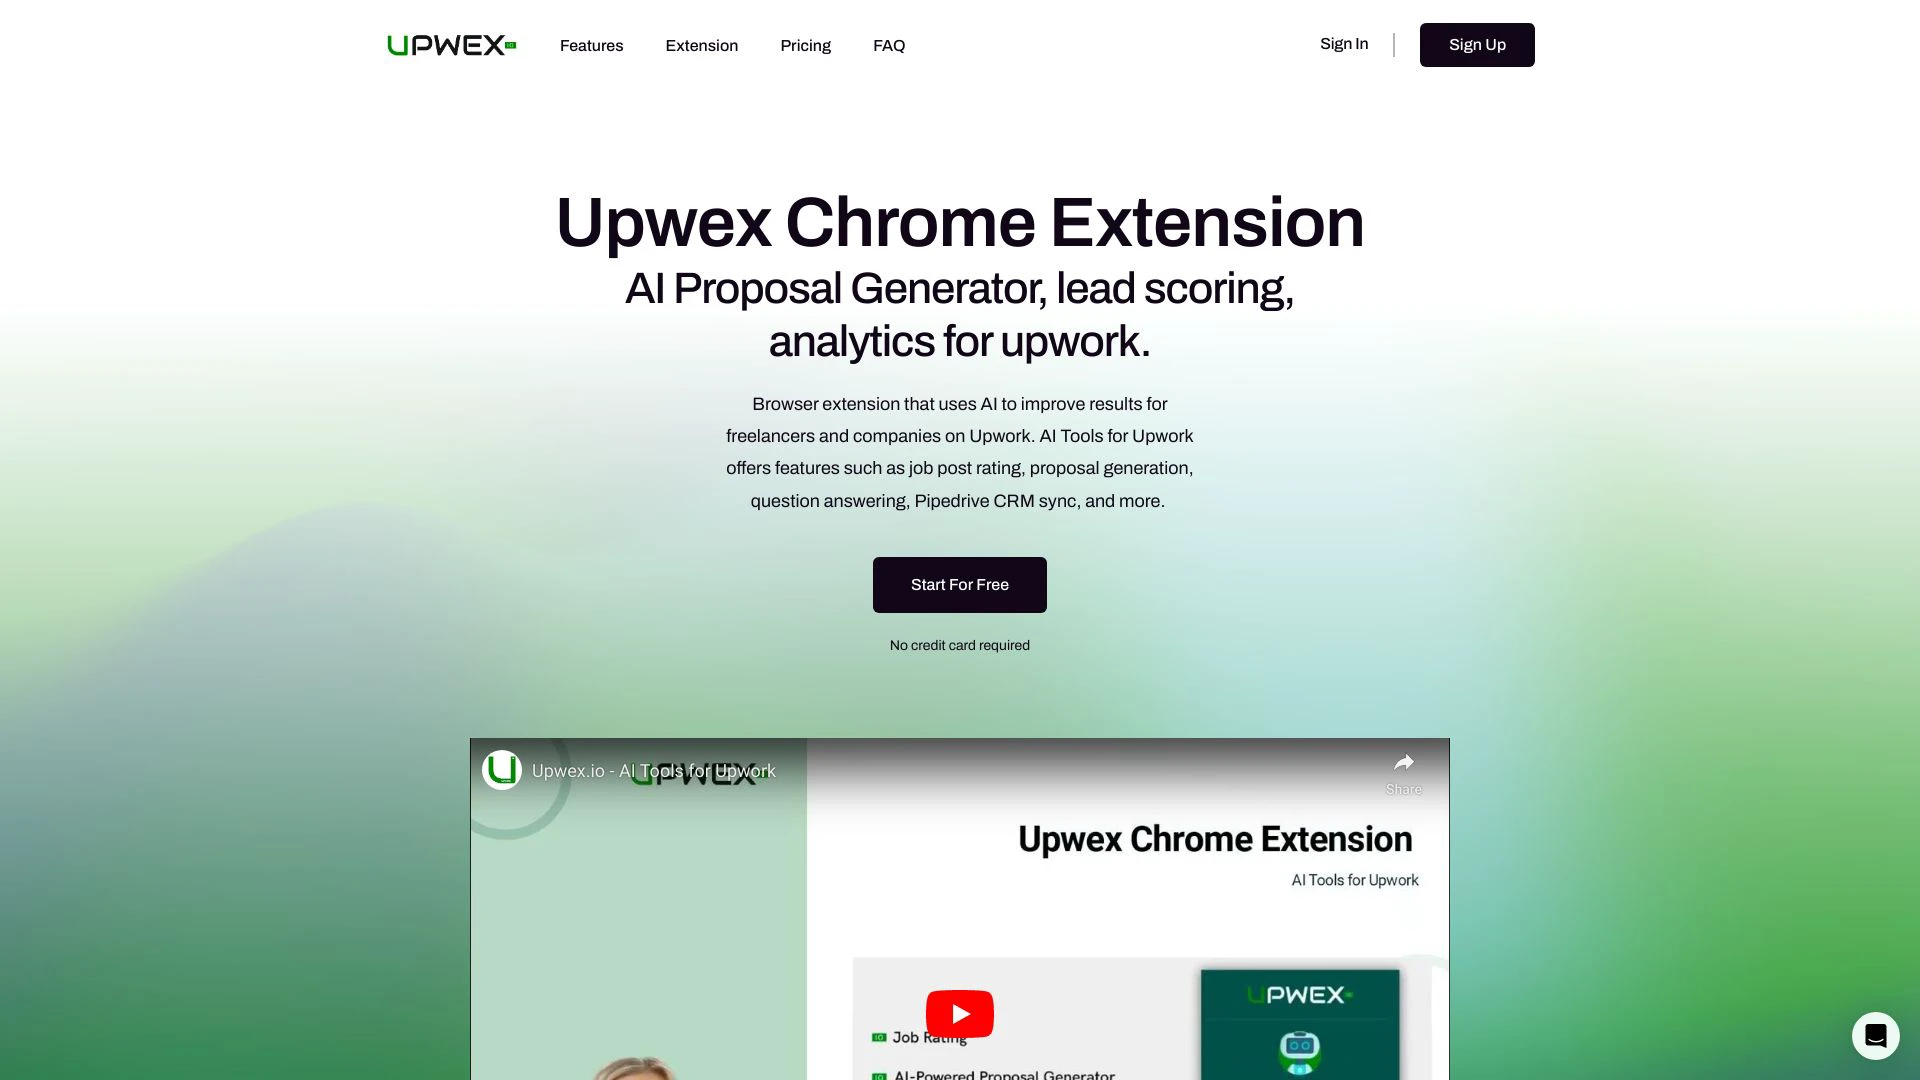 UPWEX
Features
Extension
Pricing
FAQ
Sign In
Sign Up
Upwex Chrome Extension
AI Proposal Generator, lead scoring,
analytics for upwork.
Browser extension that uses AI to improve results for
freelancers and companies on Upwork. AI Tools for Upwork
offers features such as job post rating, proposal generation,
question answering, Pipedrive CRM sync, and more.
Start For Free
No credit card required
Upwex.io - AI Tools for Upwork
UPWEX
Share
Upwex Chrome Extension
AI Tools for Upwork
UPWEX
Job Rating
AI-Powered Proposal Generator